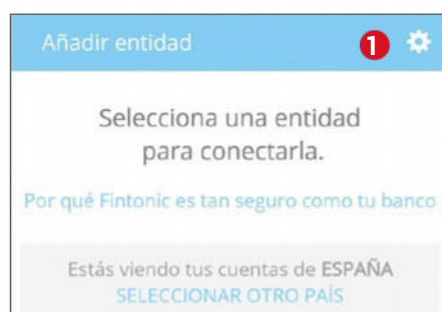 Añadir entidad 1
Selecciona una entidad
para conectarla.
Por qué Fintonic es tan seguro como tu banco
Estás viendo tus cuentas de ESPAÑA
SELECCIONAR OTRO PAÍS